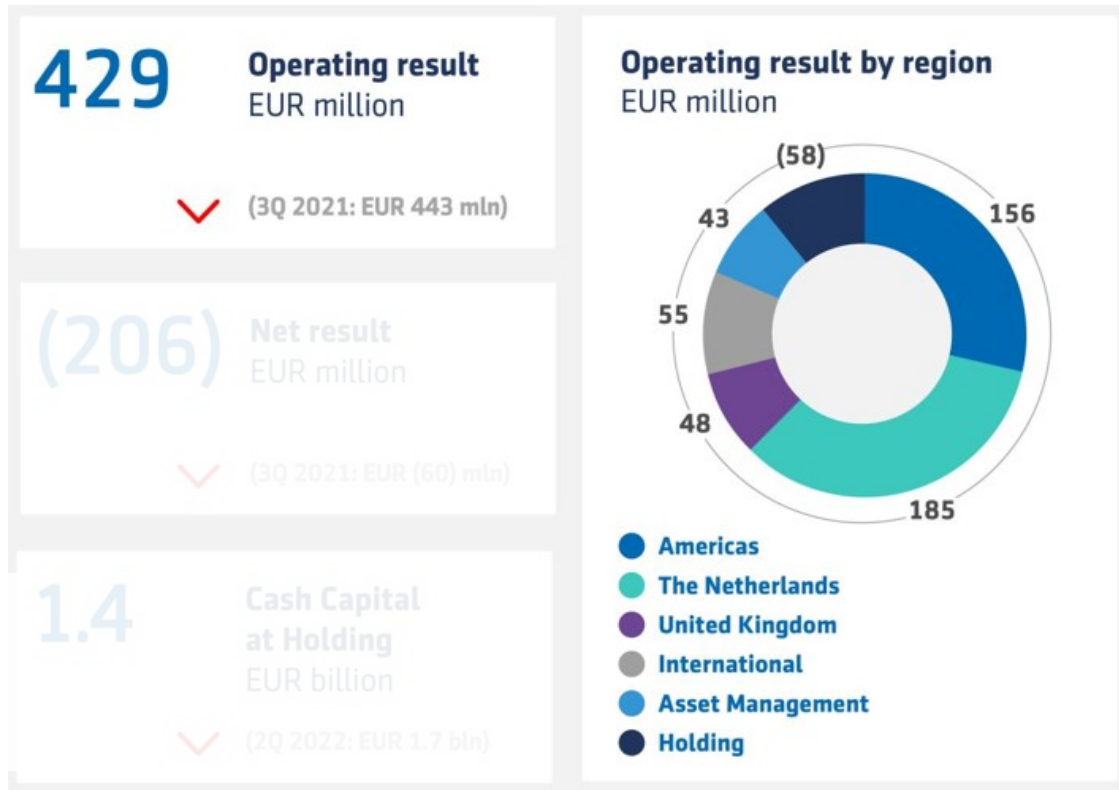 429
Operating result
EUR million
(3Q 2021: EUR 443 mln)
(206)
Net result
EUR million
(3Q 2021: EUR (60) mln)
1.4
Cash Capital
at Holding
EUR billion
(2Q 2022: EUR 1.7 bln)
Operating result by region
EUR million
(58)
156
43
55
48
185
Americas
The Netherlands
United Kingdom
International
Asset Management
Holding